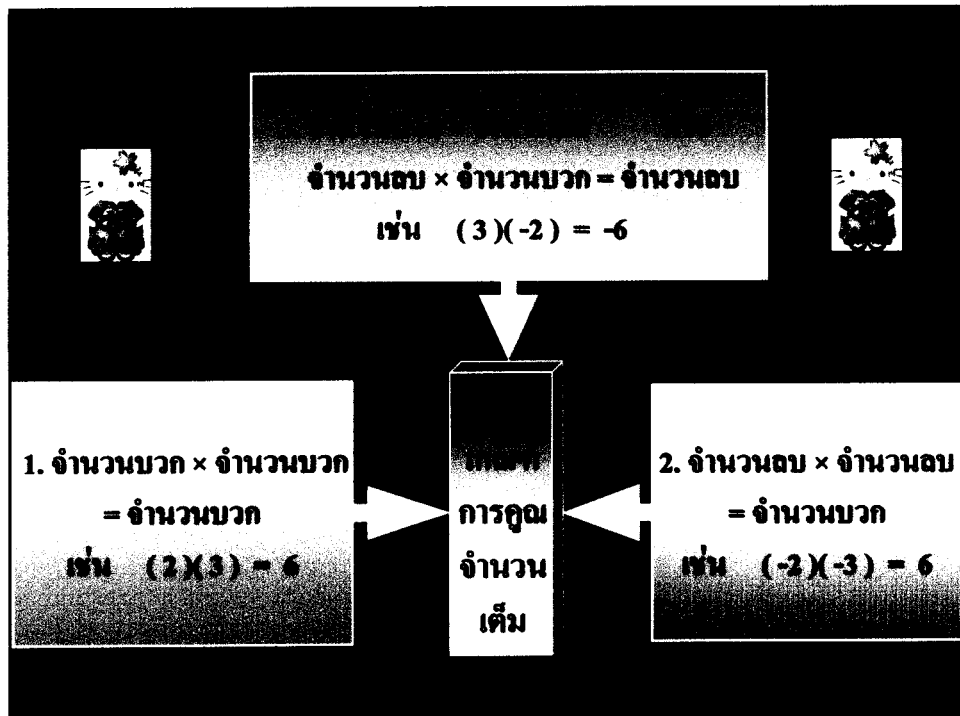 จำนวนลบ × จำนวนบวก = จำนวนลบ
เช่น ( 3 )( -2 ) = -6
1. จำนวนบวก × จำนวนบวก
= จำนวนบวก
เช่น ( 2 )( 3 ) = 6
การคูณ
จำนวน
เต็ม
2. จำนวนลบ × จำนวนลบ
= จำนวนบวก
เช่น ( -2 )( -3 ) = 6